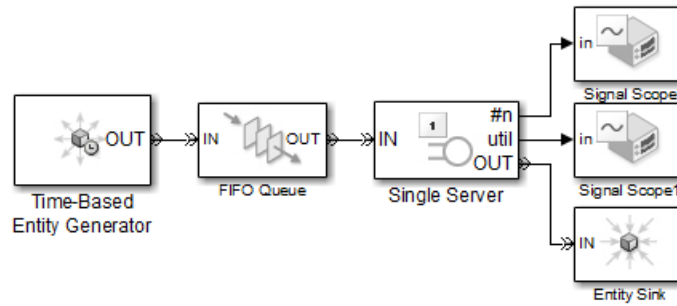 in
Signal Scope
OUT
Time-Based
Entity Generator
IN
OUT
FIFO Queue
IN
1
#n
util
OUT
Single Server
in
Signal Scope1
IN
Entity Sink